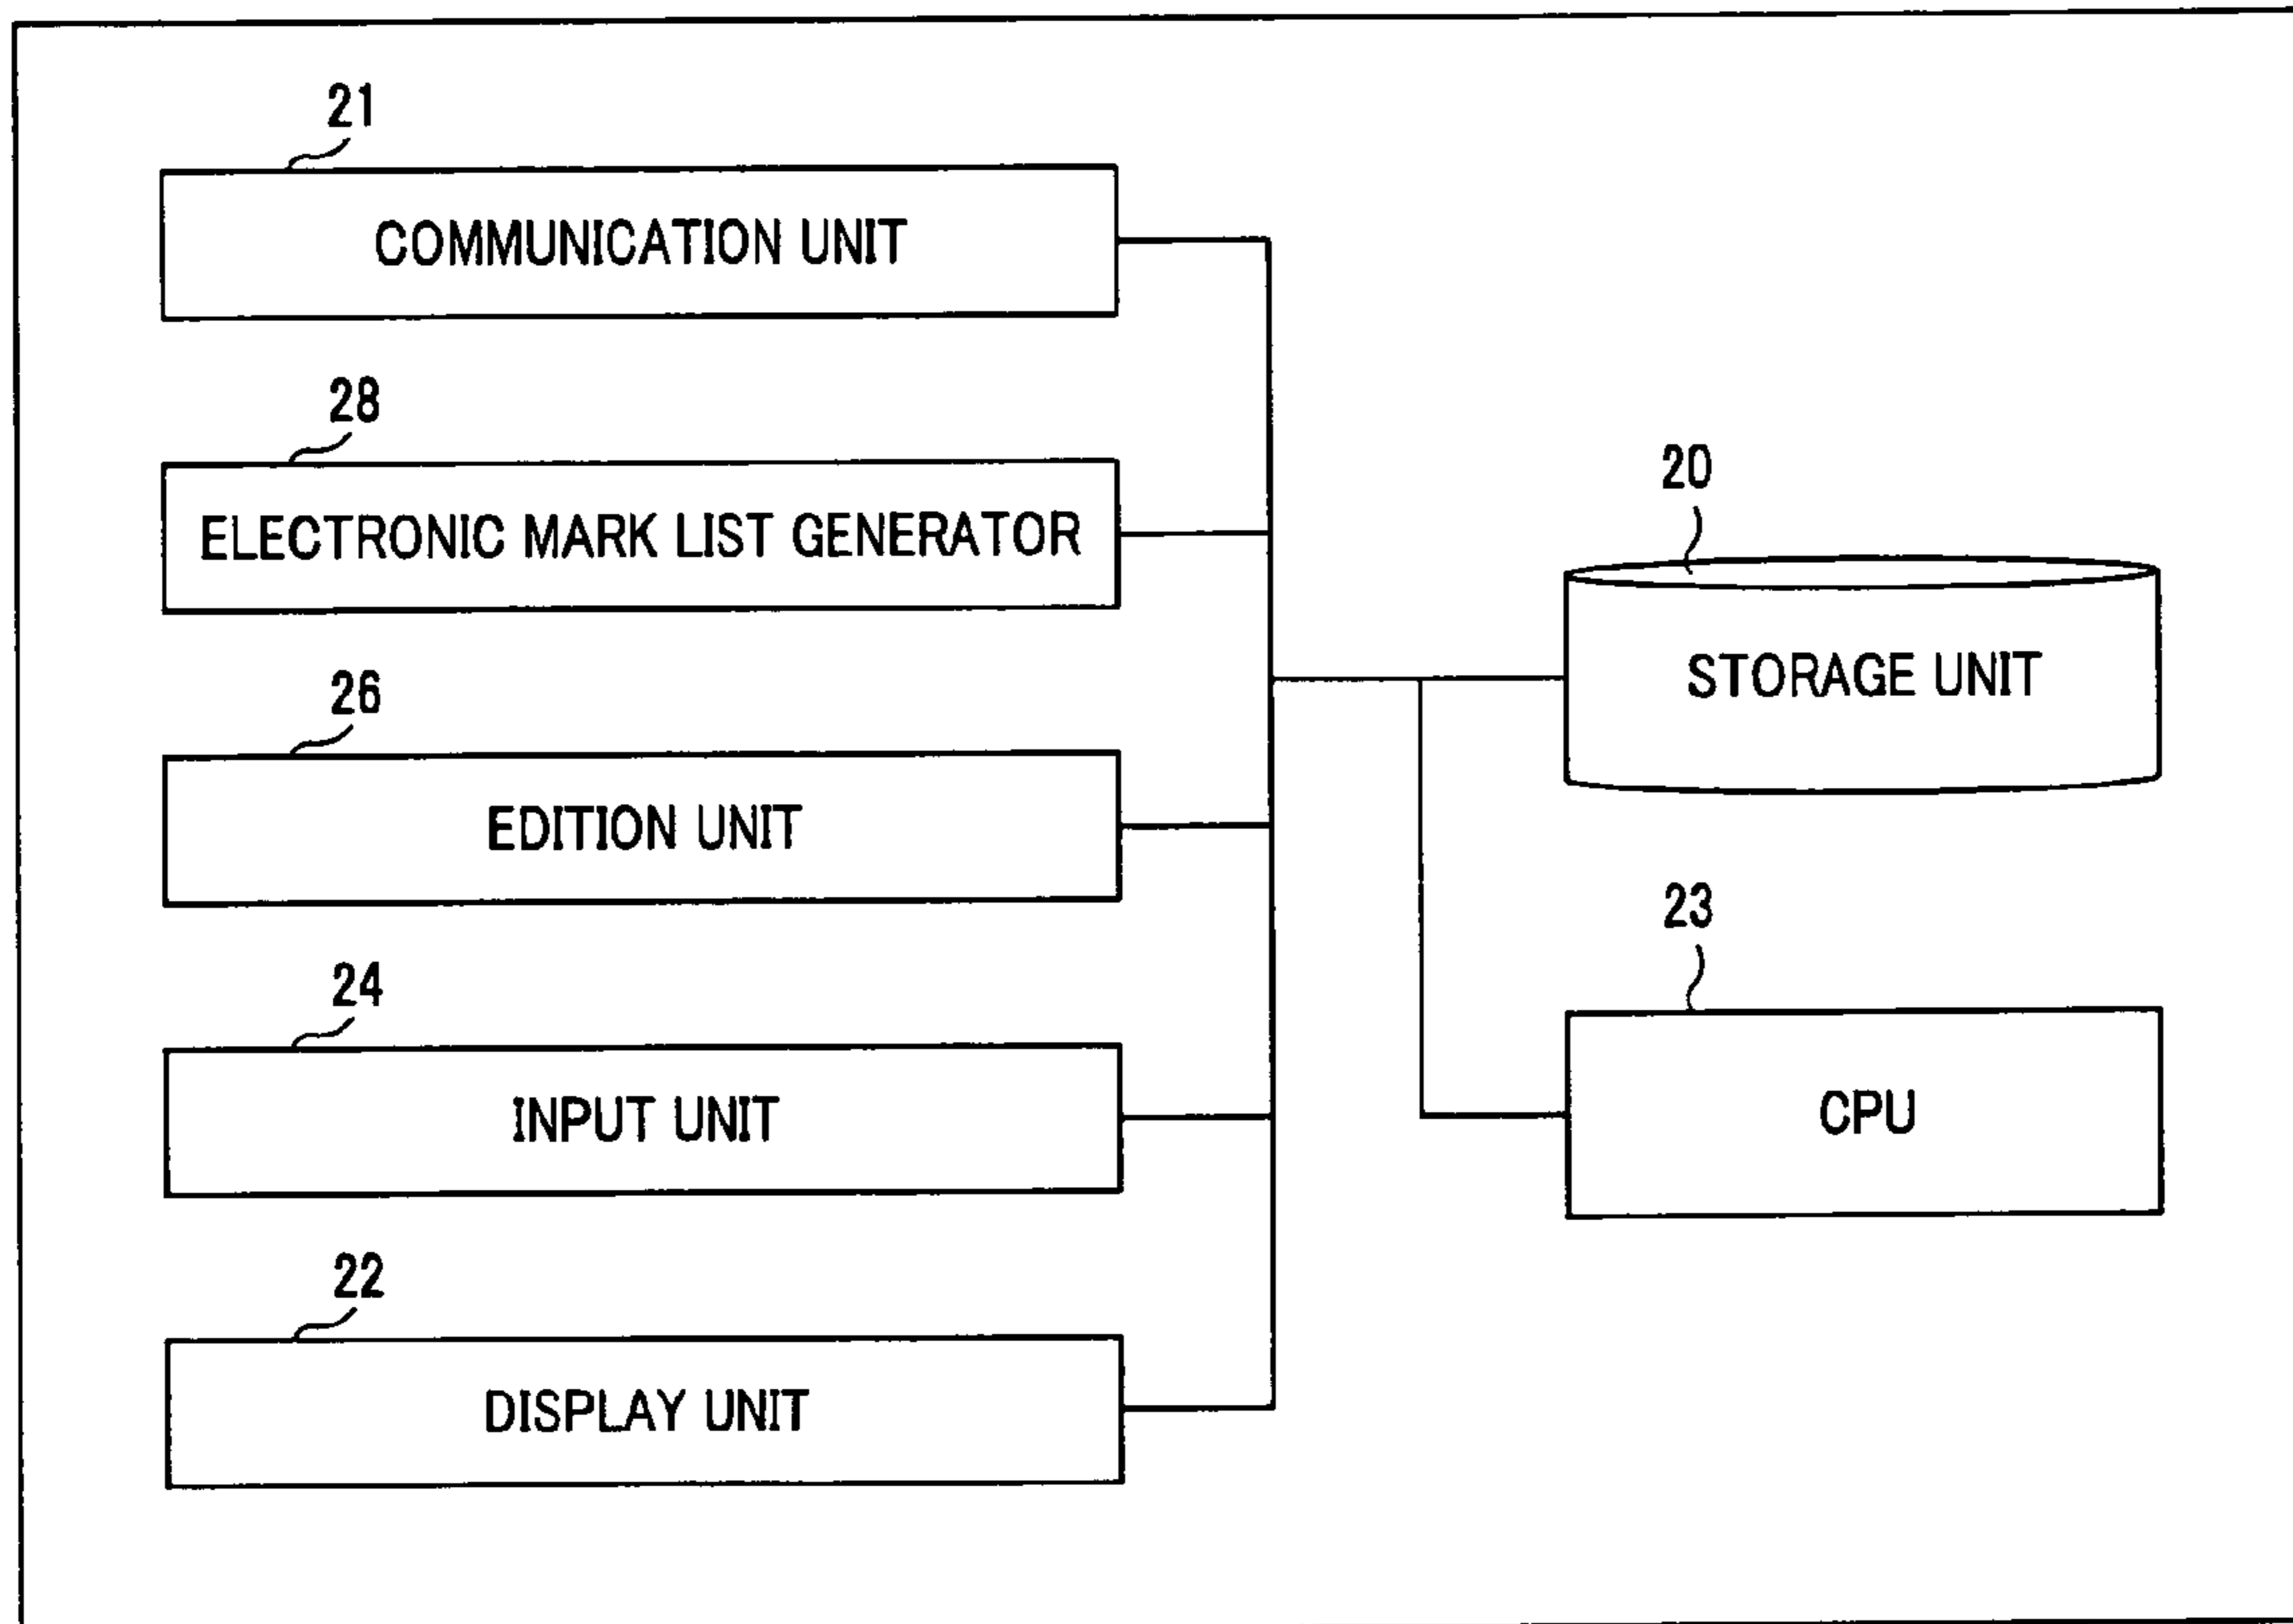 21
COMMUNICATION UNIT
28
ELECTRONIC MARK LIST GENERATOR
26
EDITION UNIT
24
INPUT UNIT
22
DISPLAY UNIT
20
STORAGE UNIT
23
CPU